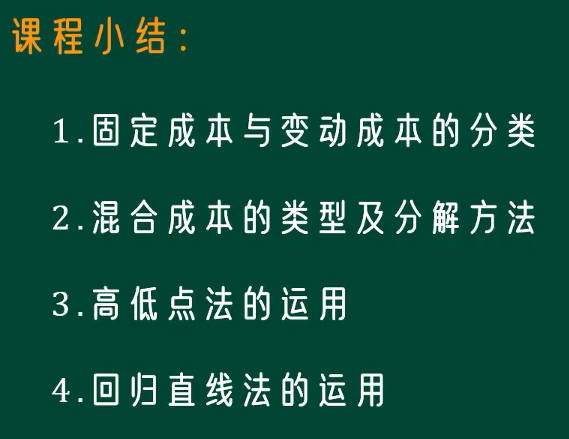 课程小结：
1.固定成本与变动成本的分类
2.混合成本的类型及分解方法
3.高低点法的运用
4.回归直线法的运用